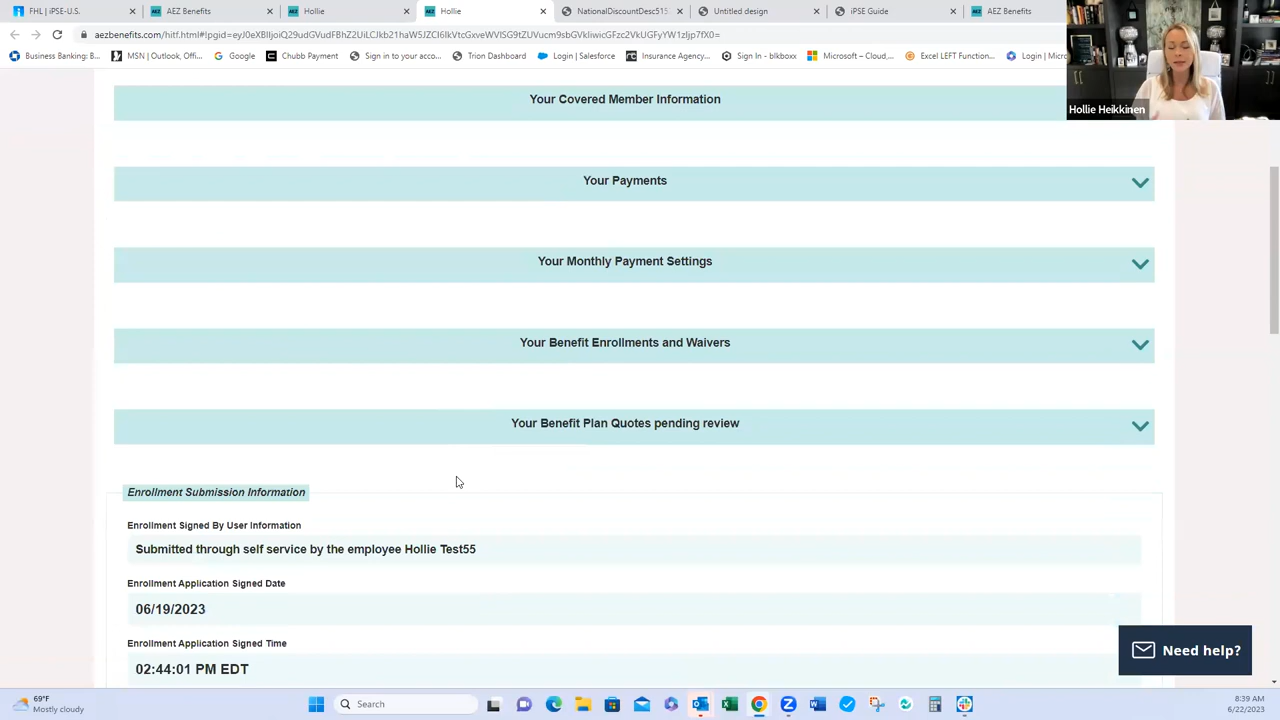 FHL | iPSE-U.S.
AEZ Benefits
Hollie
Hollie
NationalDiscountDesc515
Untitled design
iPSE Guide
AEZ Benefits
Business Banking: B...
MSN | Outlook, Offi...
Google
Chubb Payment
Sign in to your acco...
Trip Dashboard
Login | Salesforce
Insurance Agency...
Sign In - blkboxx
Microsoft – Cloud,...
Excel LEFT Function...
Login | Micro
Hollie Heikkinen
Your Covered Member Information
Your Payments
Your Monthly Payment Settings
Your Benefit Enrollments and Waivers
Your Benefit Plan Quotes pending review
Enrollment Submission Information
Enrollment Signed By User Information
Submitted through self service by the employee Hollie Test55
Enrollment Application Signed Date
06/19/2023
Enrollment Application Signed Time
02:44:01 PM EDT
Need help?
69°F
Mostly cloudy
Search
8:39 AM
6/22/2023